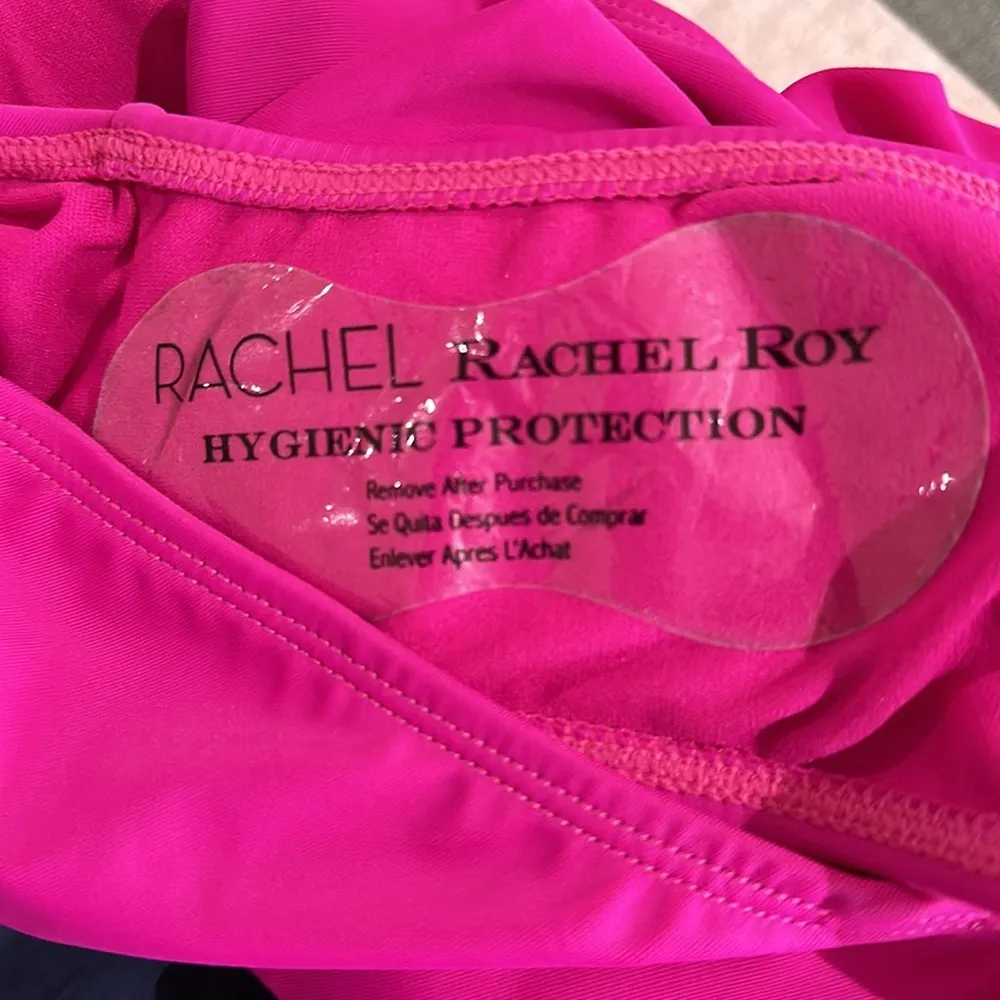 RACHEL RACHEL ROY
HYGIENIC PROTECTION
Remove After Purchase
Se Quita Despues de Comprar
Enlever Apres L'Achat